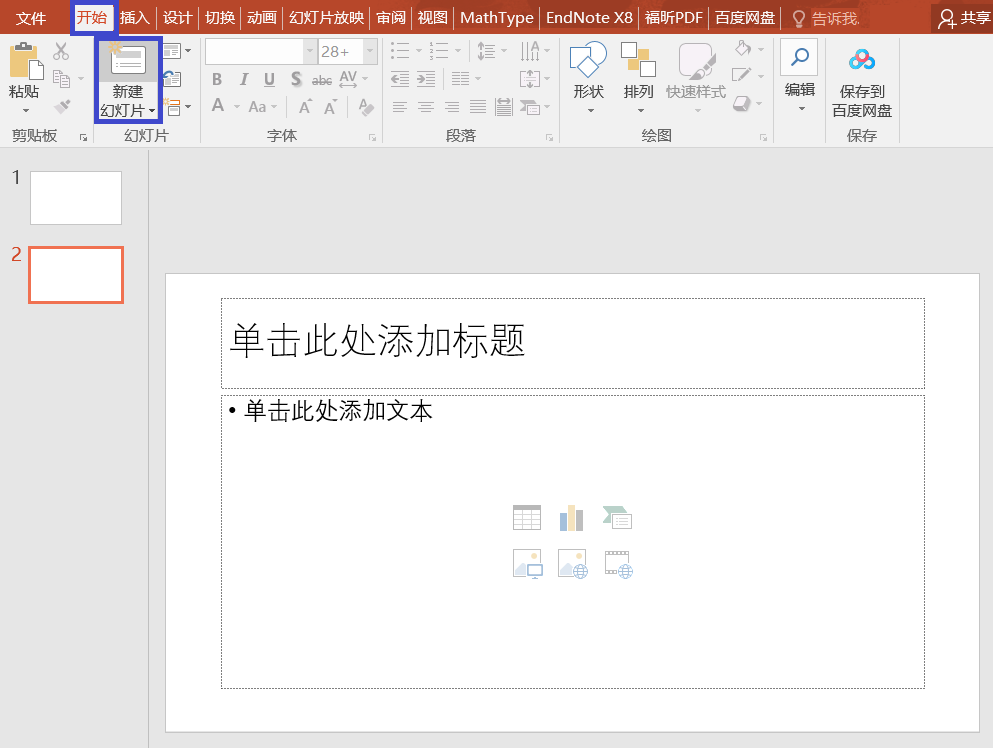 文件 开始 插入 设计 切换 动画 幻灯片放映 审阅 视图 MathType EndNote X8 福昕PDF 百度网盘 告诉我. 共享
28+
粘贴 新建 幻灯片 形状 排列 快速样式 编辑 保存到 百度网盘
B I U S abc AV
A Aa A A A
剪贴板 幻灯片 字体 段落 绘图 保存
1
2
单击此处添加标题
• 单击此处添加文本